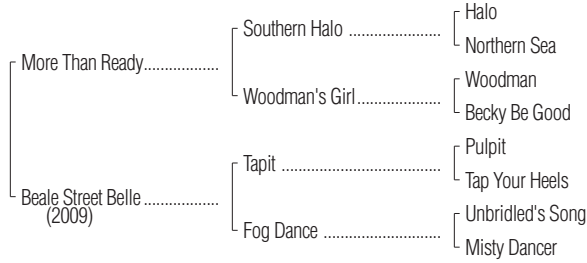 Halo
Southern Halo ....................
Northern Sea
More Than Ready................
Woodman
Woodman's Girl..................
Becky Be Good
Pulpit
Tapit ..................................
Tap Your Heels
Beale Street Belle ................
(2009)
Unbridled's Song
Fog Dance .........................
Misty Dancer